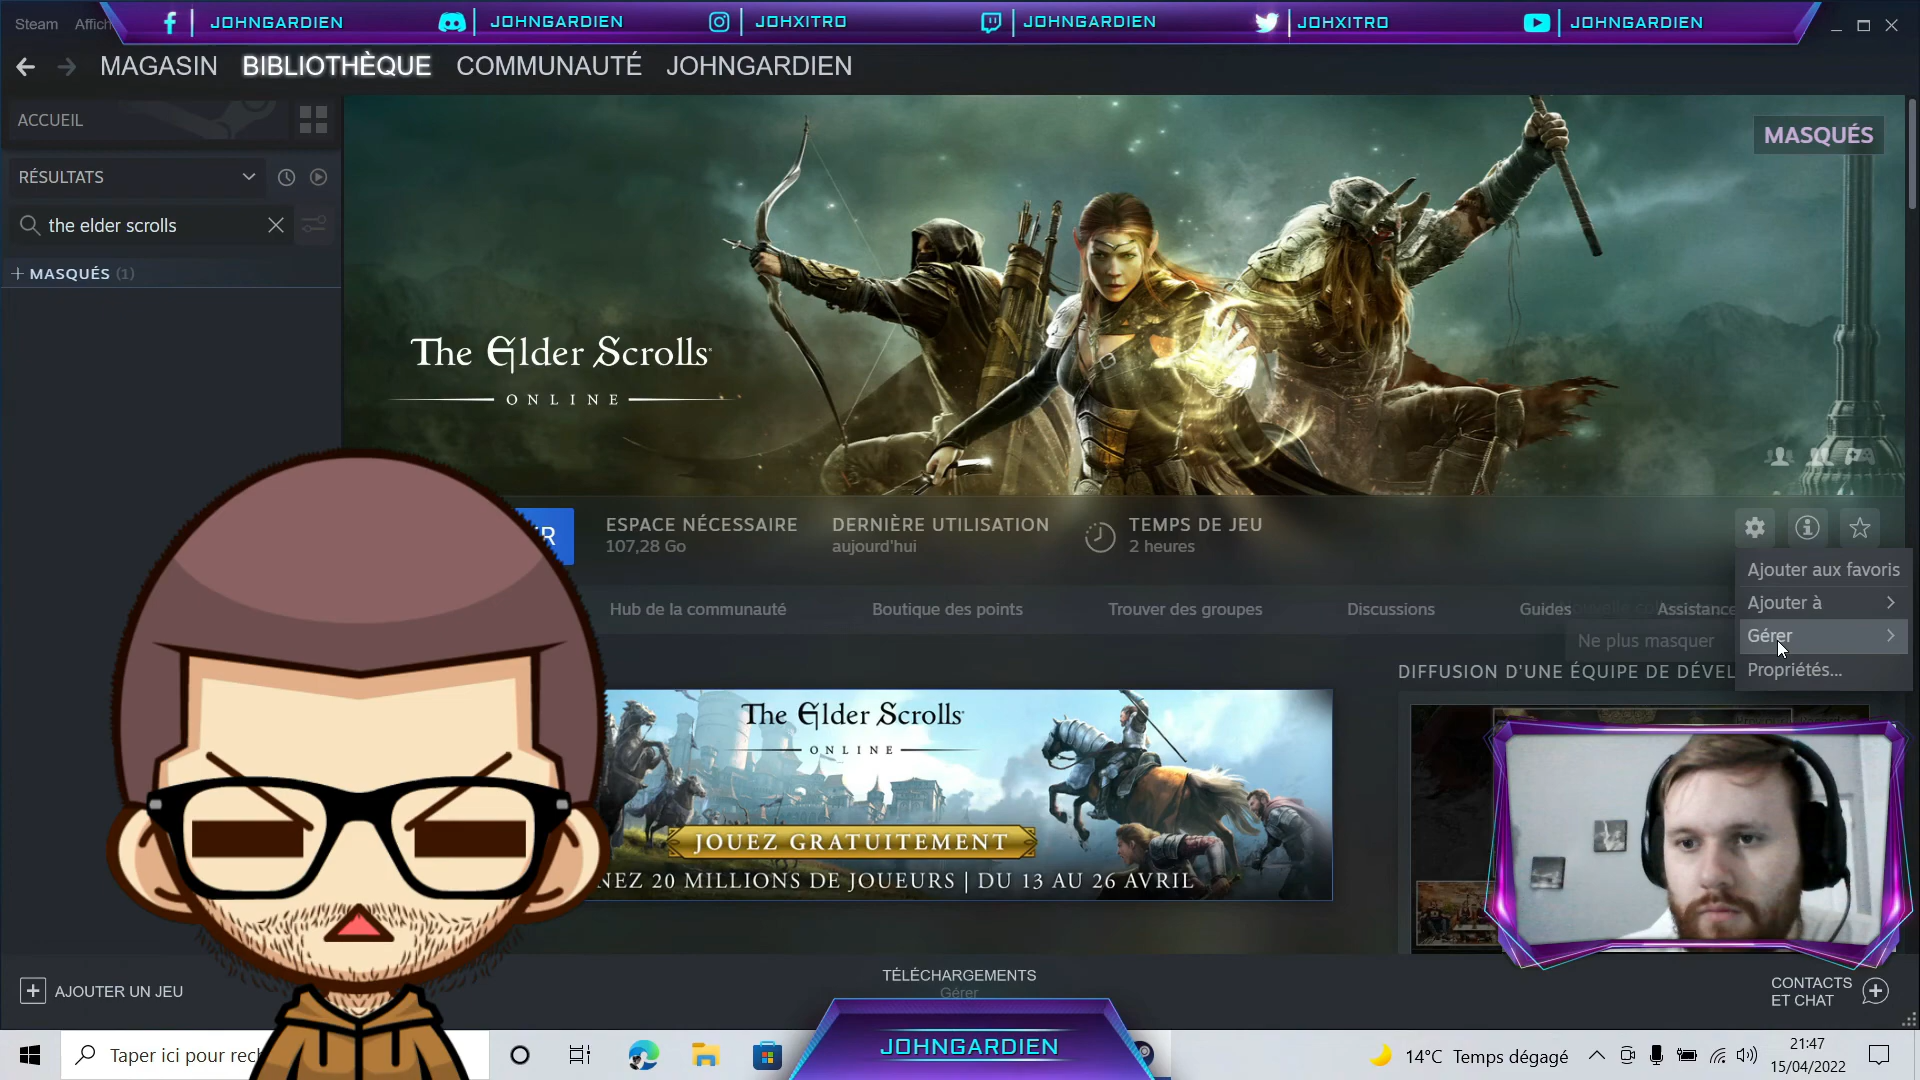 Steam Affich
JOHNGARDIEN
JOHNGARDIEN
JOHXITRO
JOHNGARDIEN
JOHXITRO
JOHNGARDIEN
MAGASIN BIBLIOTHÈQUE COMMUNAUTÉ JOHNGARDIEN
ACCUEIL
RÉSULTATS
the elder scrolls
MASQUÉS (1)
MASQUÉS
The Elder Scrolls
ONLINE
R
ESPACE NÉCESSAIRE
107,28 Go
DERNIÈRE UTILISATION
aujourd'hui
TEMPS DE JEU
2 heures
Ajouter aux favoris
Ajouter à
Gérer
Propriétés...
Ne plus masquer
Hub de la communauté
Boutique des points
Trouver des groupes
Discussions
Guides
Assistance
DIFFUSION D'UNE ÉQUIPE DE DÉVEL
The Elder Scrolls
ONLINE
JOUEZ GRATUITEMENT
NEZ 20 MILLIONS DE JOUEURS | DU 13 AU 26 AVRIL
AJOUTER UN JEU
TÉLÉCHARGEMENTS
Gérer
CONTACTS
ET CHAT
JOHNGARDIEN
Taper ici pour rec
14°C Temps dégagé
21:47
15/04/2022